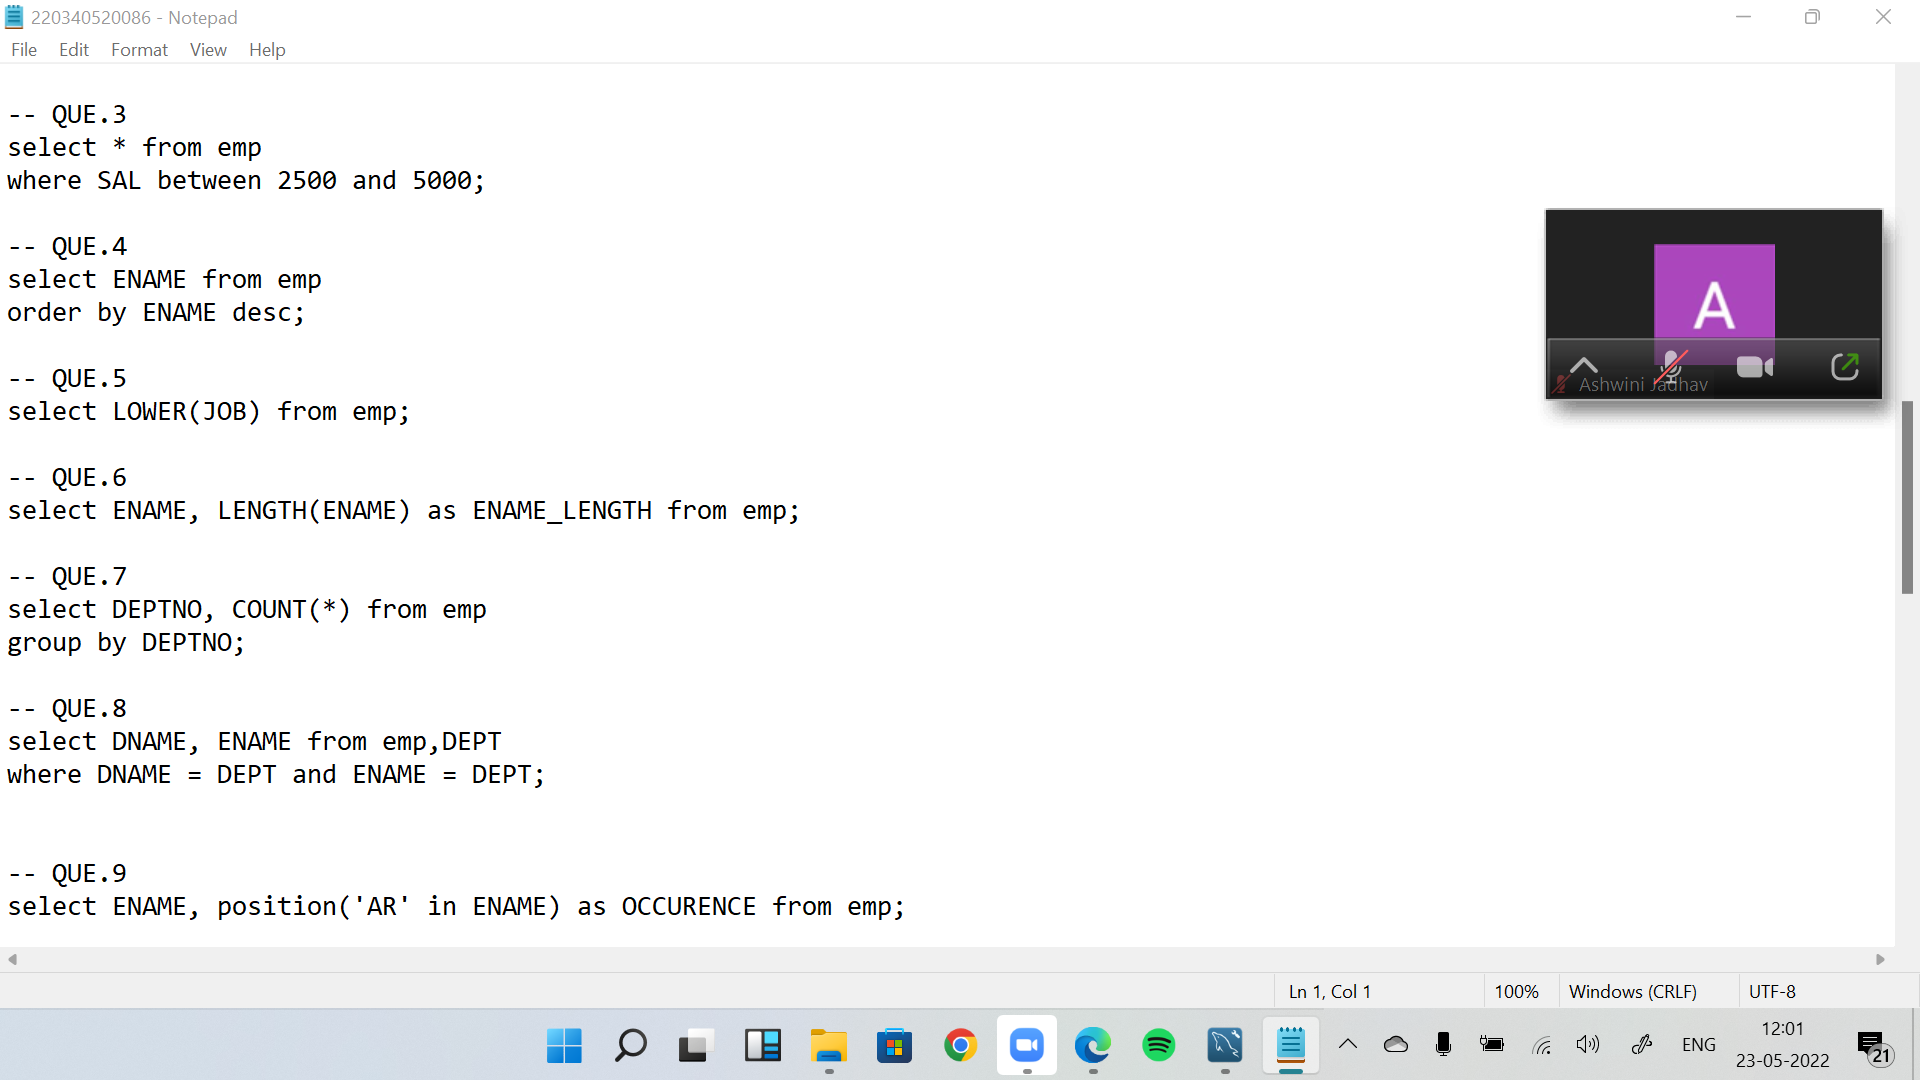 220340520086 - Notepad
File Edit Format View Help
-- QUE.3
select * from emp
where SAL between 2500 and 5000;
-- QUE.4
select ENAME from emp
order by ENAME desc;
-- QUE.5
select LOWER(JOB) from emp;
-- QUE.6
select ENAME, LENGTH(ENAME) as ENAME_LENGTH from emp;
-- QUE.7
select DEPTNO, COUNT(*) from emp
group by DEPTNO;
-- QUE.8
select DNAME, ENAME from emp,DEPT
where DNAME = DEPT and ENAME = DEPT;
-- QUE.9
select ENAME, position('AR' in ENAME) as OCCURENCE from emp;
A
Ashwini Jadhav
Ln 1, Col 1 100% Windows (CRLF) UTF-8
ENG
12:01
23-05-2022
21